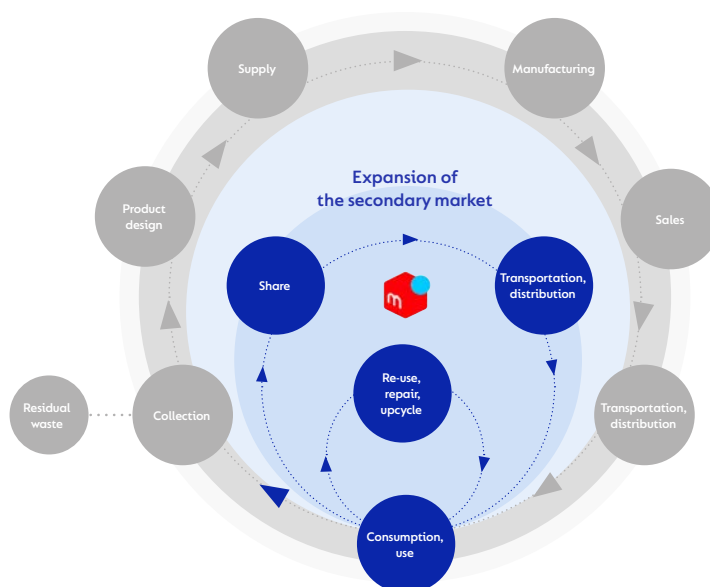 Supply
Manufacturing
Expansion of
the secondary market
Product
design
Sales
Share
Transportation,
distribution
m
Re-use,
repair,
upcycle
Residual
waste
Collection
Transportation,
distribution
Consumption,
use